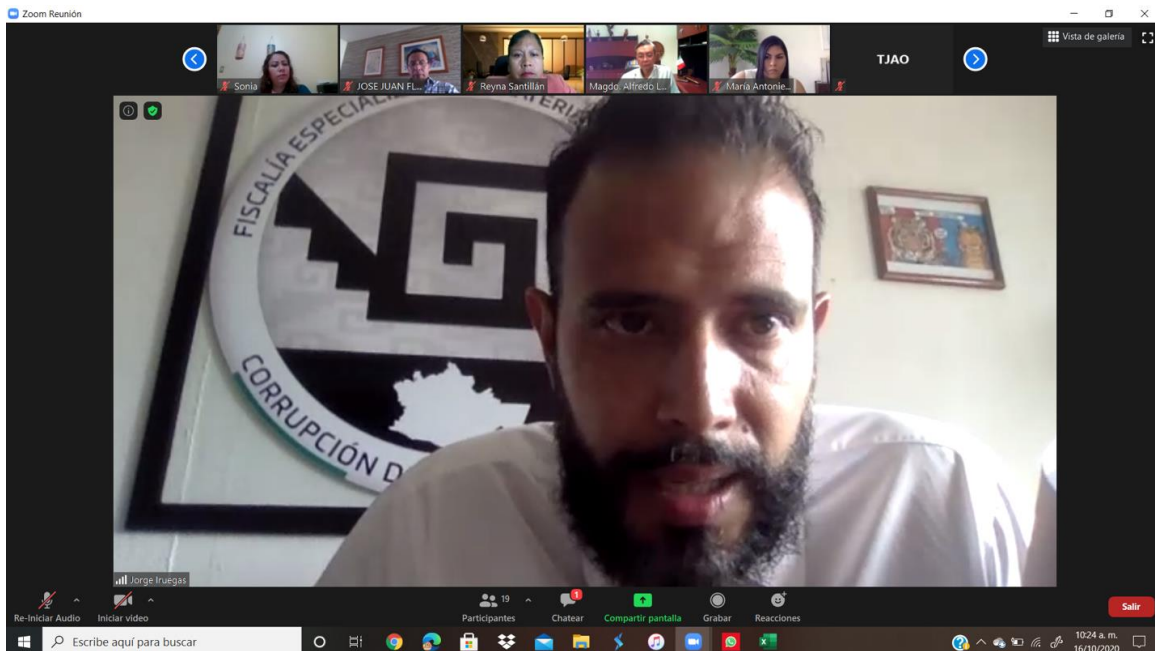 Zoom Reunión
Vista de galería
Sonia
JOSE JUAN FL...
Reyna Santillán
Magdo. Alfredo L...
María Antonie...
TJAO
FISCALÍA ESPECIAL
CORRUPCIÓN D
Jorge Iruegas
Re-Iniciar Audio
Iniciar video
19
Participantes
1
Chatear
Compartir pantalla
Grabar
Reacciones
Salir
Escribe aquí para buscar
10:24 a. m.
16/10/2020